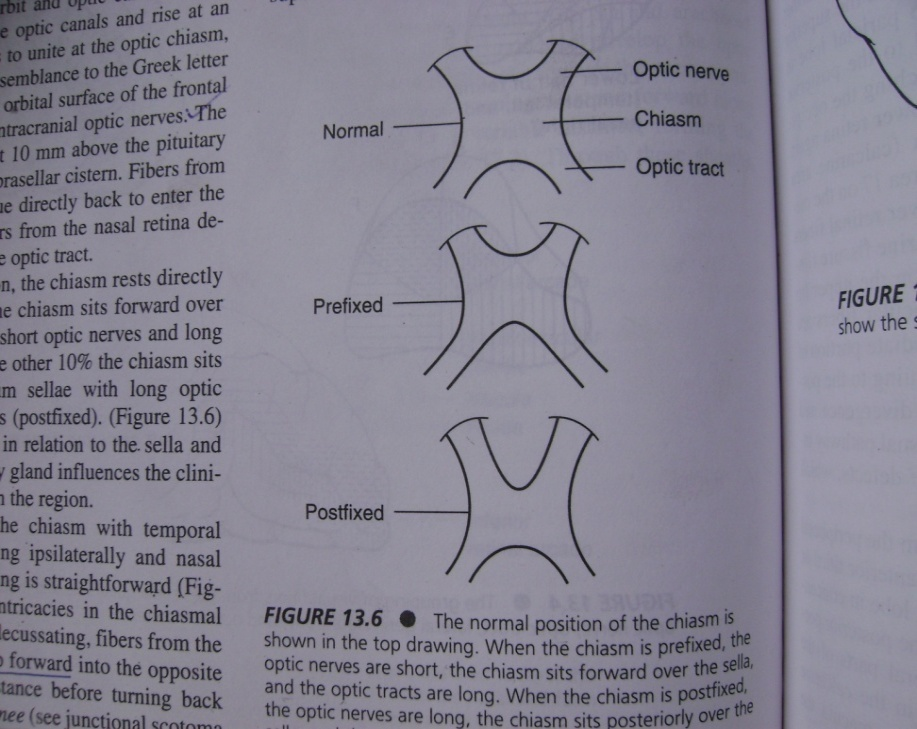 e optic canals and rise at an
to unite at the optic chiasm,
semblance to the Greek letter
orbital surface of the frontal
ntracranial optic nerves. The
t 10 mm above the pituitary
prasellar cistern. Fibers from
ue directly back to enter the
rs from the nasal retina de-
e optic tract.
n, the chiasm rests directly
e chiasm sits forward over
short optic nerves and long
e other 10% the chiasm sits
m sellae with long optic
s (postfixed). (Figure 13.6)
in relation to the sella and
y gland influences the clini-
n the region.
he chiasm with temporal
ng ipsilaterally and nasal
ng is straightforward (Fig-
ntricacies in the chiasmal
decussating, fibers from the
forward into the opposite
tance before turning back
nee (see junctional scotoma
Normal
Optic nerve
Chiasm
Optic tract
Prefixed
Postfixed
FIGURE 13.6 ● The normal position of the chiasm is
shown in the top drawing. When the chiasm is prefixed, the
optic nerves are short, the chiasm sits forward over the sella,
and the optic tracts are long. When the chiasm is postfixed,
the optic nerves are long, the chiasm sits posteriorly over the
FIGURE 1
show the s